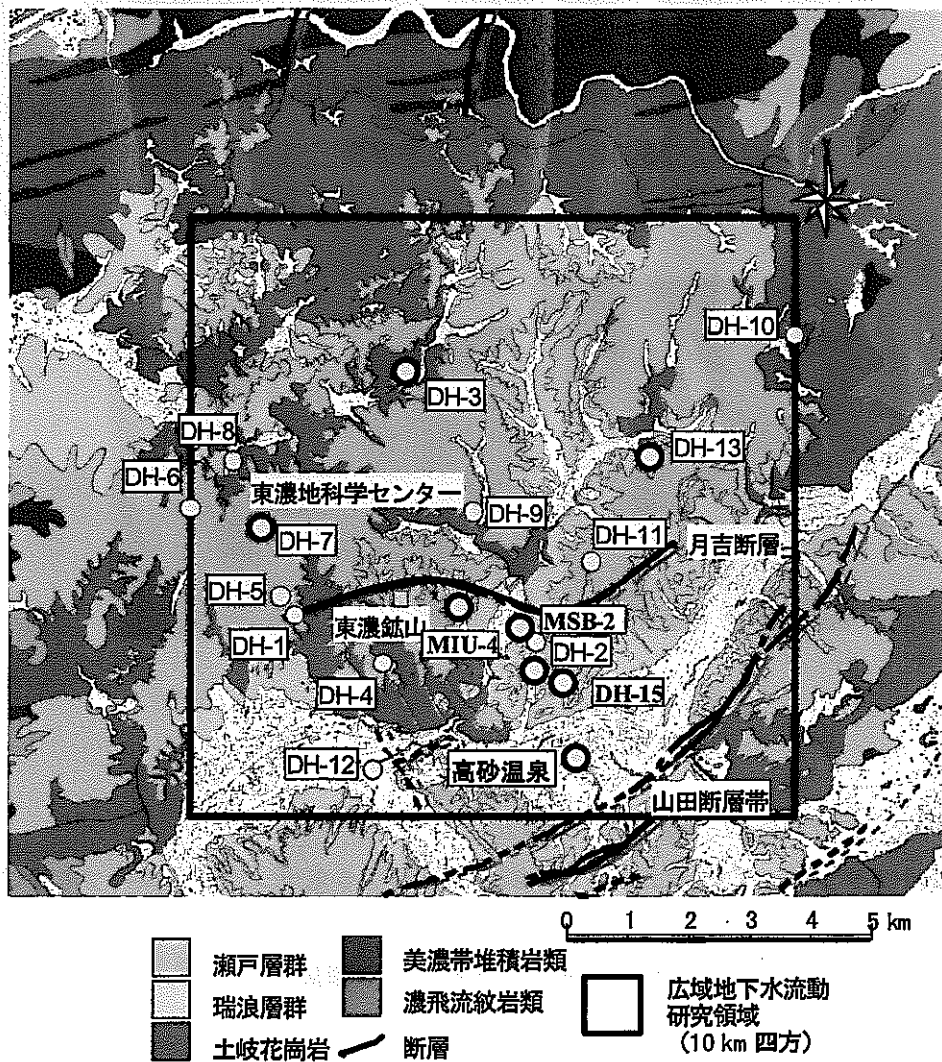 DH-10
DH-3
DH-8
DH-13
DH-6
東濃地科学センター
DH-9
DH-7
DH-11
月吉断層
DH-5
東濃鉱山
MSB-2
DH-1
MIU-4
DH-2
DH-4
DH-15
DH-12
高砂温泉
山田断層帯
0 1 2 3 4 5 km
瀬戸層群
美濃帯堆積岩類
瑞浪層群
濃飛流紋岩類
土岐花崗岩
断層
広域地下水流動
研究領域
(10 km 四方)